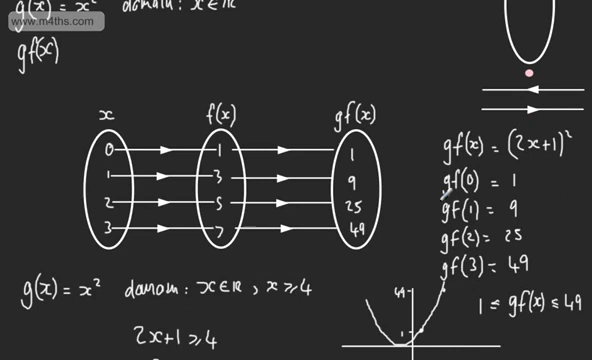 g(x) = x² domain: x∈ℝ
www.m4ths.com
gf(x)
x f(x) gf(x)
0 1 1
1 3 9
2 5 25
3 7 49
gf(x) = (2x+1)²
gf(0) = 1
gf(1) = 9
gf(2) = 25
gf(3) = 49
1 ≤ gf(x) ≤ 49
49
1
g(x) = x² domain: x∈ℝ, x≥4
2x+1 ≥ 4